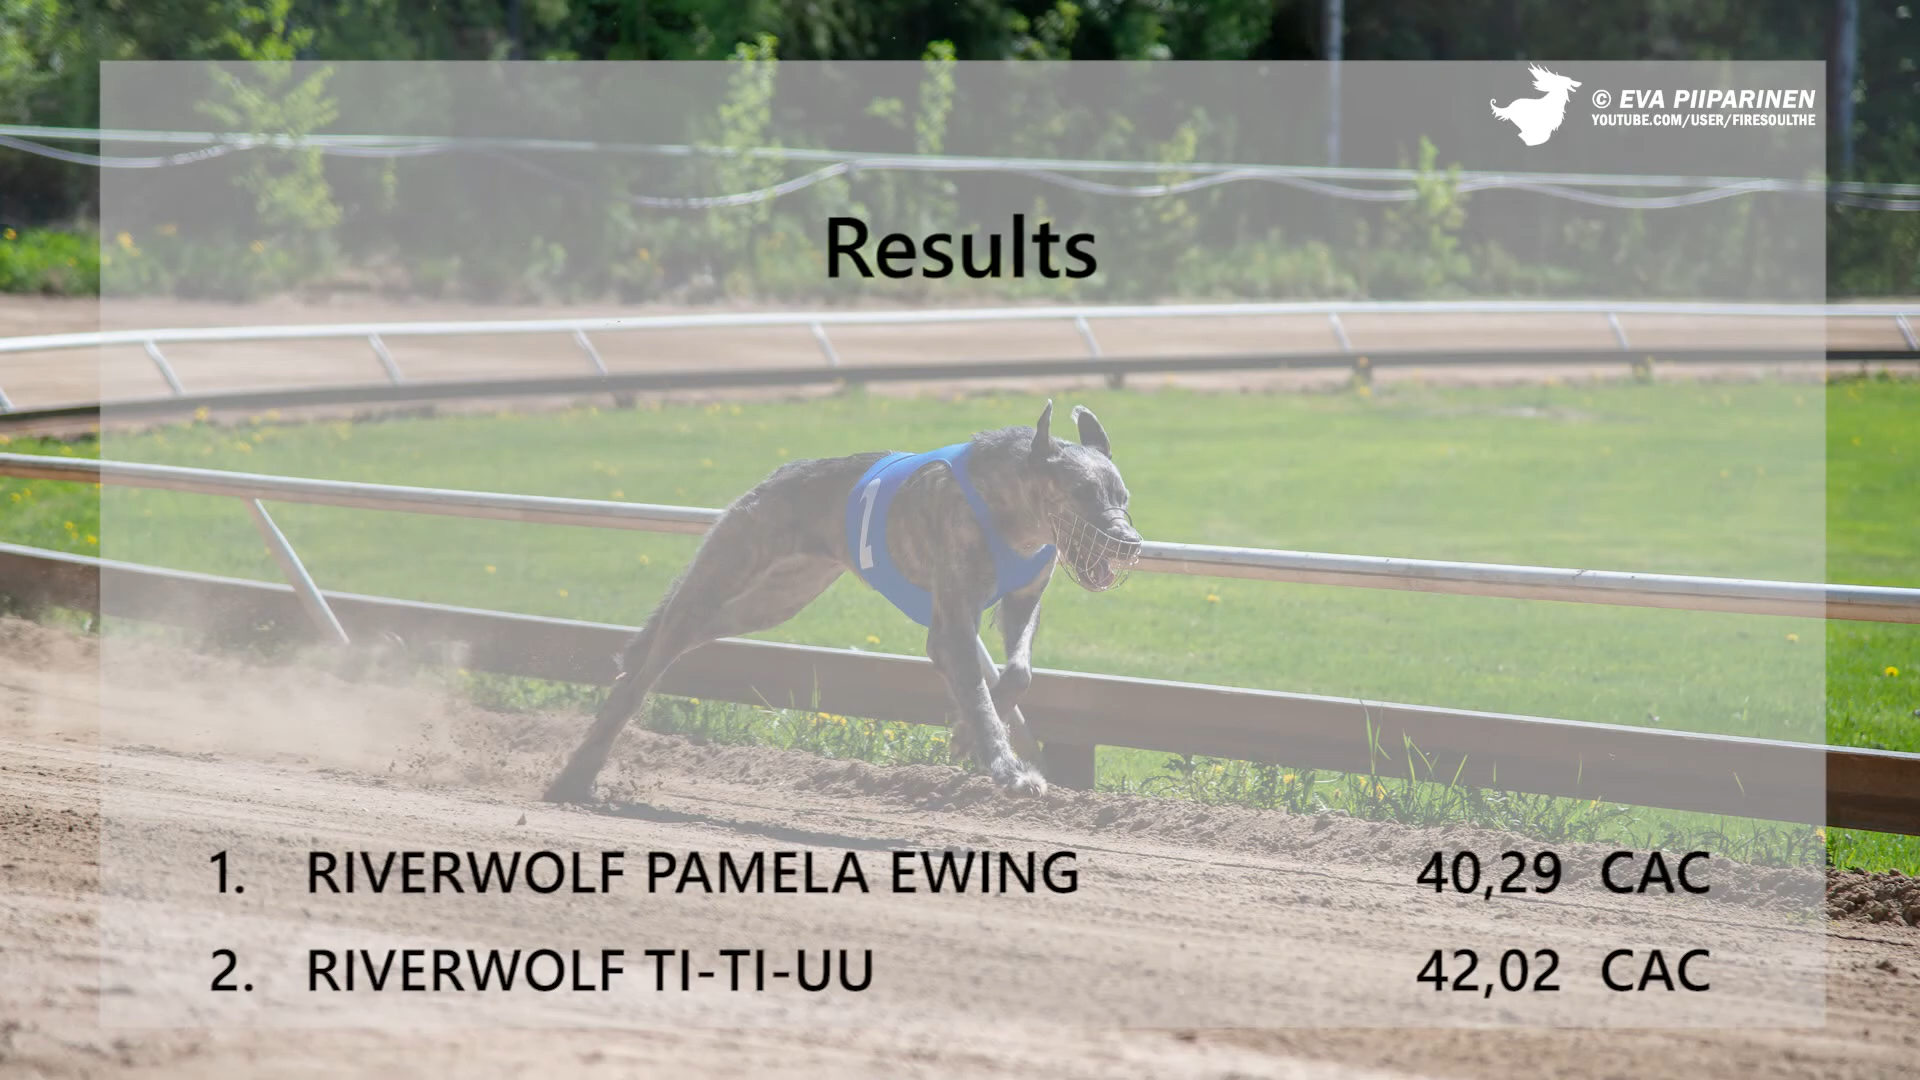 © EVA PIIPARINEN
YOUTUBE.COM/USER/FIRESOULTHE
Results
1
1. RIVERWOLF PAMELA EWING 40,29 CAC
2. RIVERWOLF TI-TI-UU 42,02 CAC